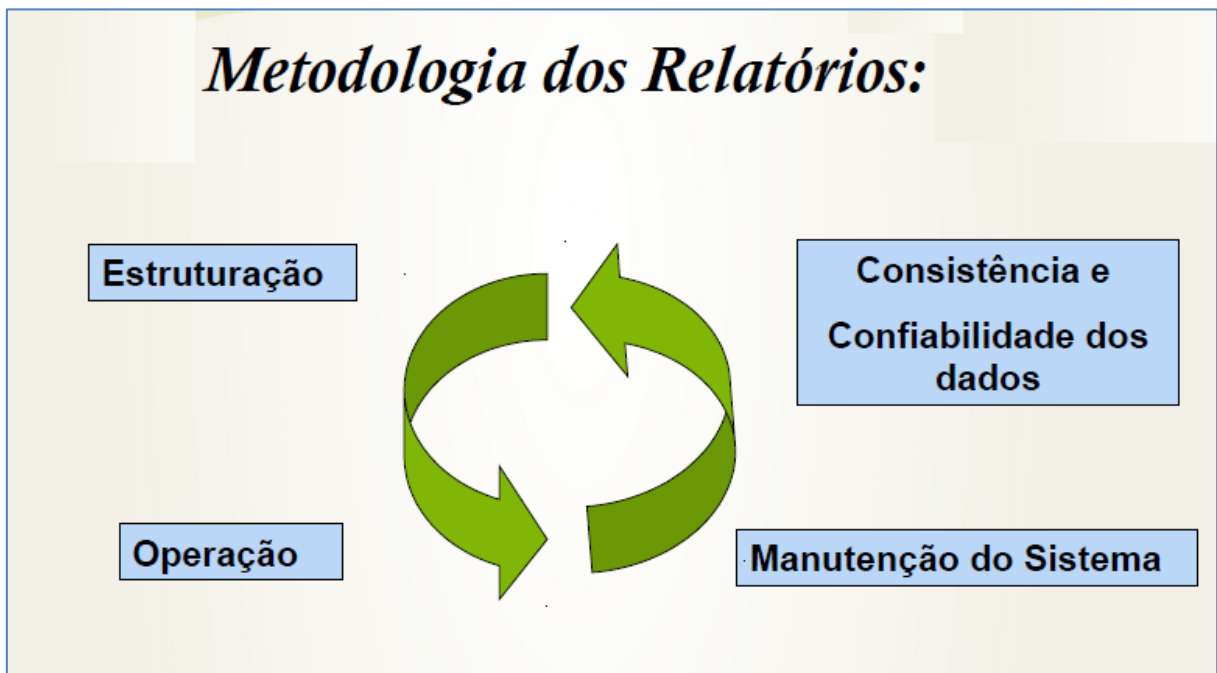 Metodologia dos Relatórios:
Estruturação
Consistência e
Confiabilidade dos
dados
Operação
Manutenção do Sistema